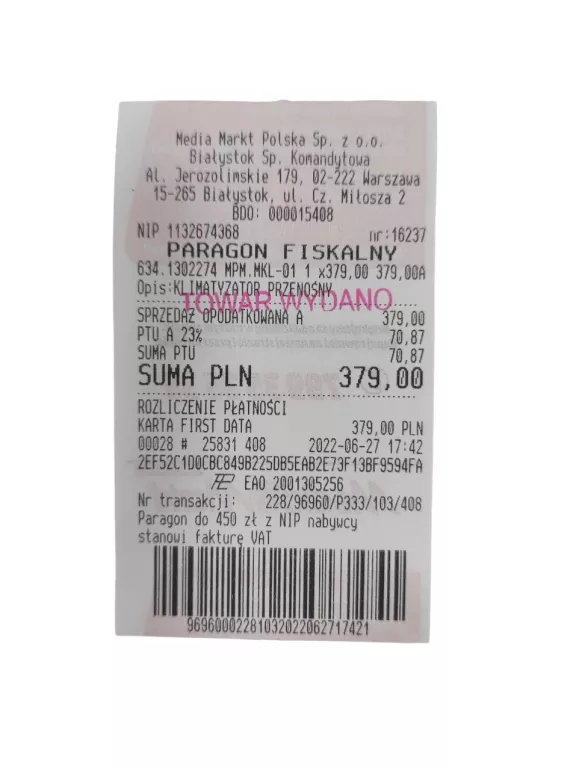 Media Markt Polska Sp. z o.o.
Białystok Sp. Komandytowa
Al. Jerozolimskie 179, 02-222 Warszawa
15-265 Białystok, ul. Cz. Miłosza 2
BDO: 000015408
NIP 1132674368 nr:16237
PARAGON FISKALNY
634.1302274 MPM.MKL-01 1 x379,00 379,00A
Opis:KLIMATYZATOR PRZENOŚNY
TOWAR WYDANO
SPRZEDAŻ OPODATKOWANA A 379,00
PTU A 23% 70,87
SUMA PTU 70,87
SUMA PLN 379,00
ROZLICZENIE PŁATNOŚCI
KARTA FIRST DATA 379,00 PLN
00028 # 25831 408 2022-06-27 17:42
2EF52C1D0CBC849B225DB5EAB2E73F13BF9594FA
EAO 2001305256
Nr transakcji: 228/96960/P333/103/408
Paragon do 450 zł z NIP nabywcy
stanowi fakturę VAT
9696000228103202206271742​1